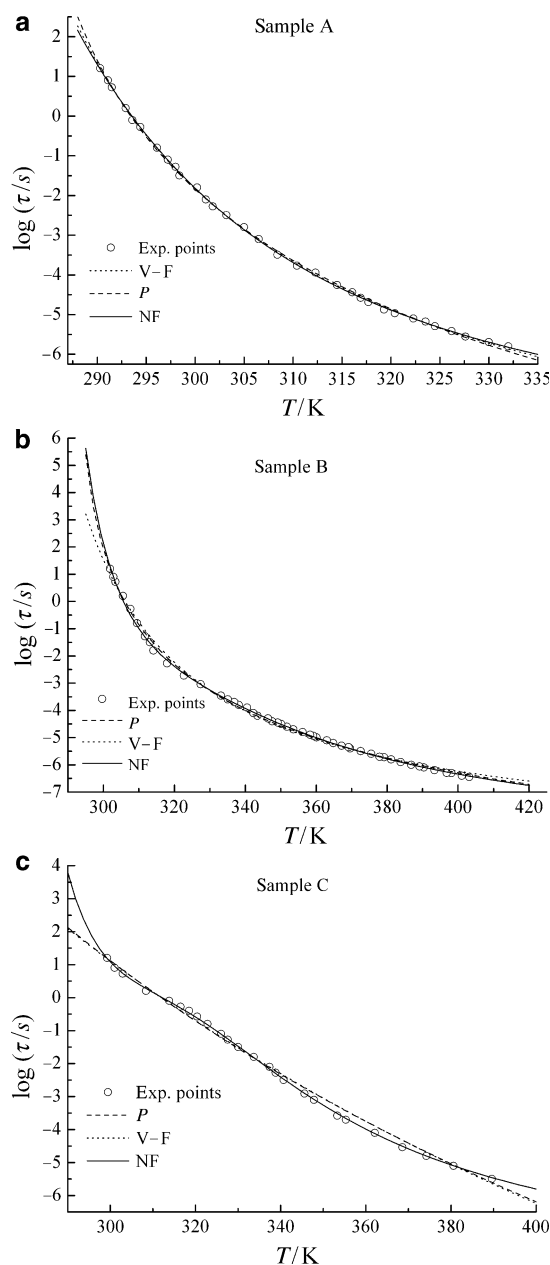 a
Sample A
2
1
0
−1
−2
−3
−4
−5
−6
log (τ/s)
Exp. points
V–F
P
NF
290 295 300 305 310 315 320 325 330 335
T/K
b
Sample B
6
5
4
3
2
1
0
−1
−2
−3
−4
−5
−6
−7
log (τ/s)
Exp. points
P
V–F
NF
300 320 340 360 380 400 420
T/K
c
Sample C
4
3
2
1
0
−1
−2
−3
−4
−5
−6
log (τ/s)
Exp. points
P
V–F
NF
300 320 340 360 380 400
T/K